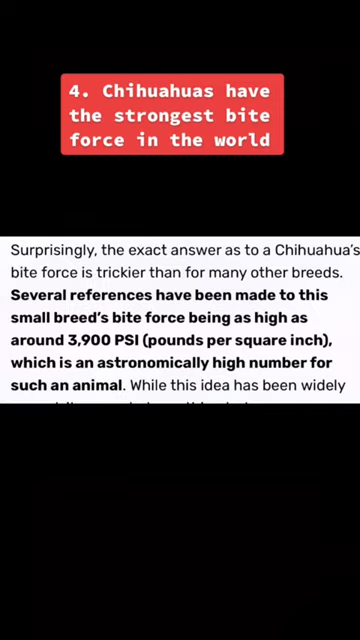 4. Chihuahuas have
the strongest bite
force in the world
Surprisingly, the exact answer as to a Chihuahua's
bite force is trickier than for many other breeds.
Several references have been made to this
small breed's bite force being as high as
around 3,900 PSI (pounds per square inch),
which is an astronomically high number for
such an animal. While this idea has been widely